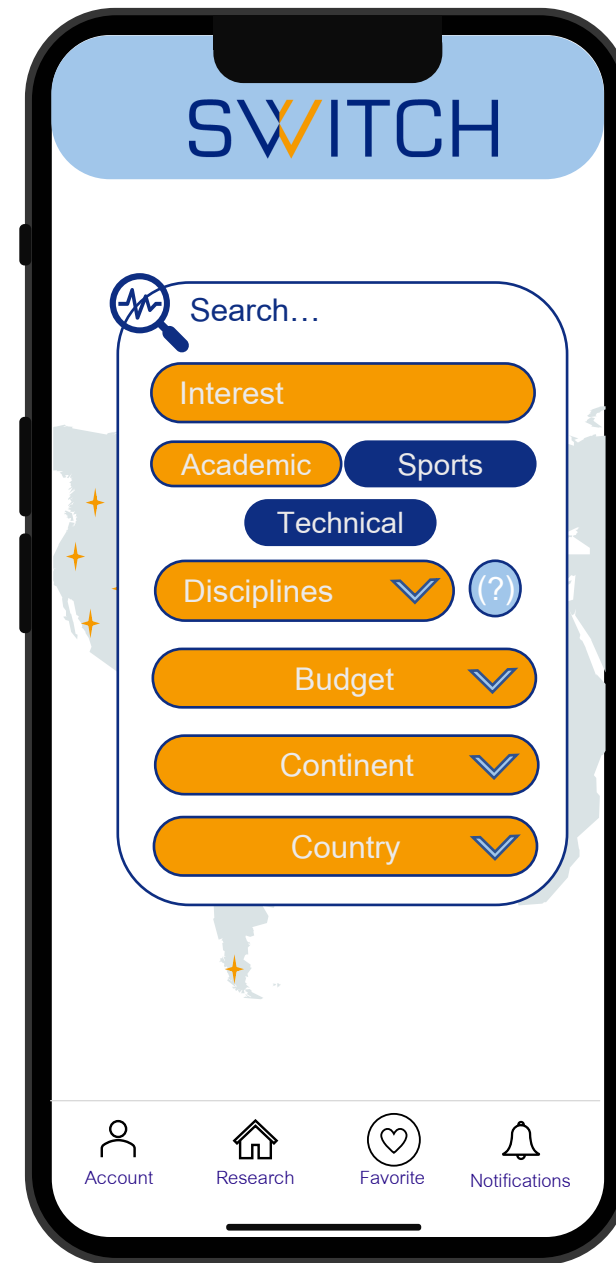 SWITCH
Search…
Interest
Academic Sports
Technical
Disciplines (?)
Budget
Continent
Country
Account Research Favorite Notifications